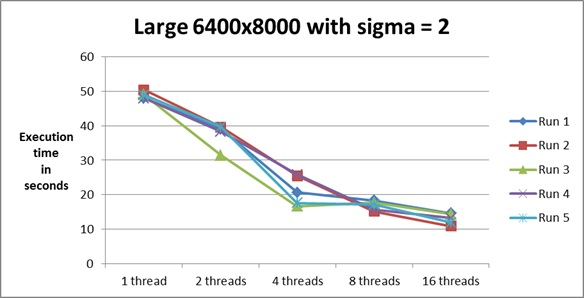 Large 6400x8000 with sigma = 2
Execution
time
in
seconds
60
50
40
30
20
10
0
1 thread
2 threads
4 threads
8 threads
16 threads
Run 1
Run 2
Run 3
Run 4
Run 5